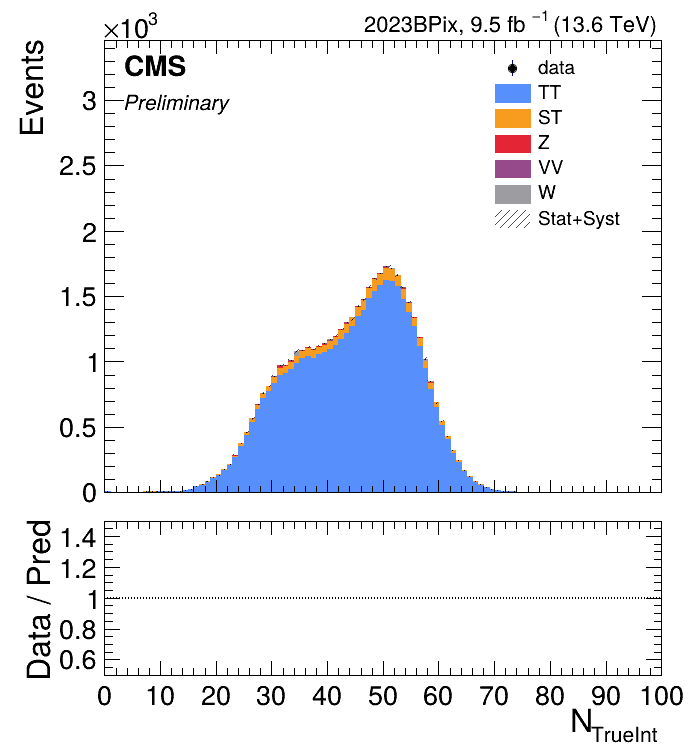 ×10³
2023BPix, 9.5 fb⁻¹ (13.6 TeV)
CMS
Preliminary
data
TT
ST
Z
VV
W
Stat+Syst
Events
3
2.5
2
1.5
1
0.5
0
Data / Pred
1.4
1.2
1
0.8
0.6
0 10 20 30 40 50 60 70 80 90 100
N_TrueInt